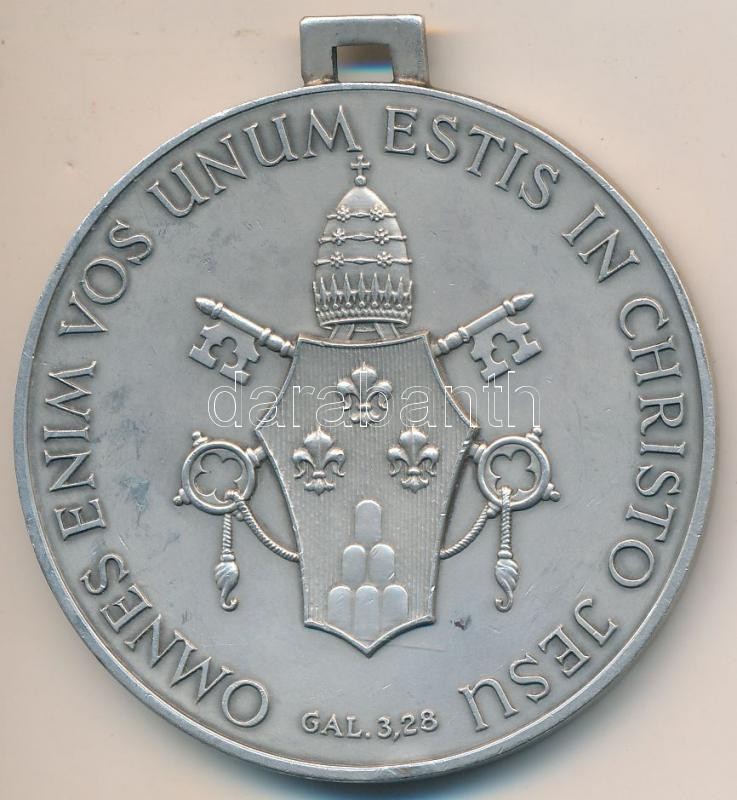 OMNES ENIM VOS UNUM ESTIS IN CHRISTO JESU
GAL. 3,28
darabanth